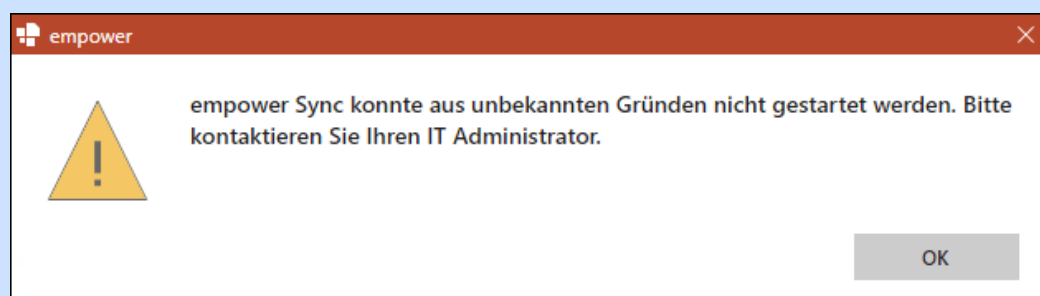 empower
empower Sync konnte aus unbekannten Gründen nicht gestartet werden. Bitte
kontaktieren Sie Ihren IT Administrator.
OK